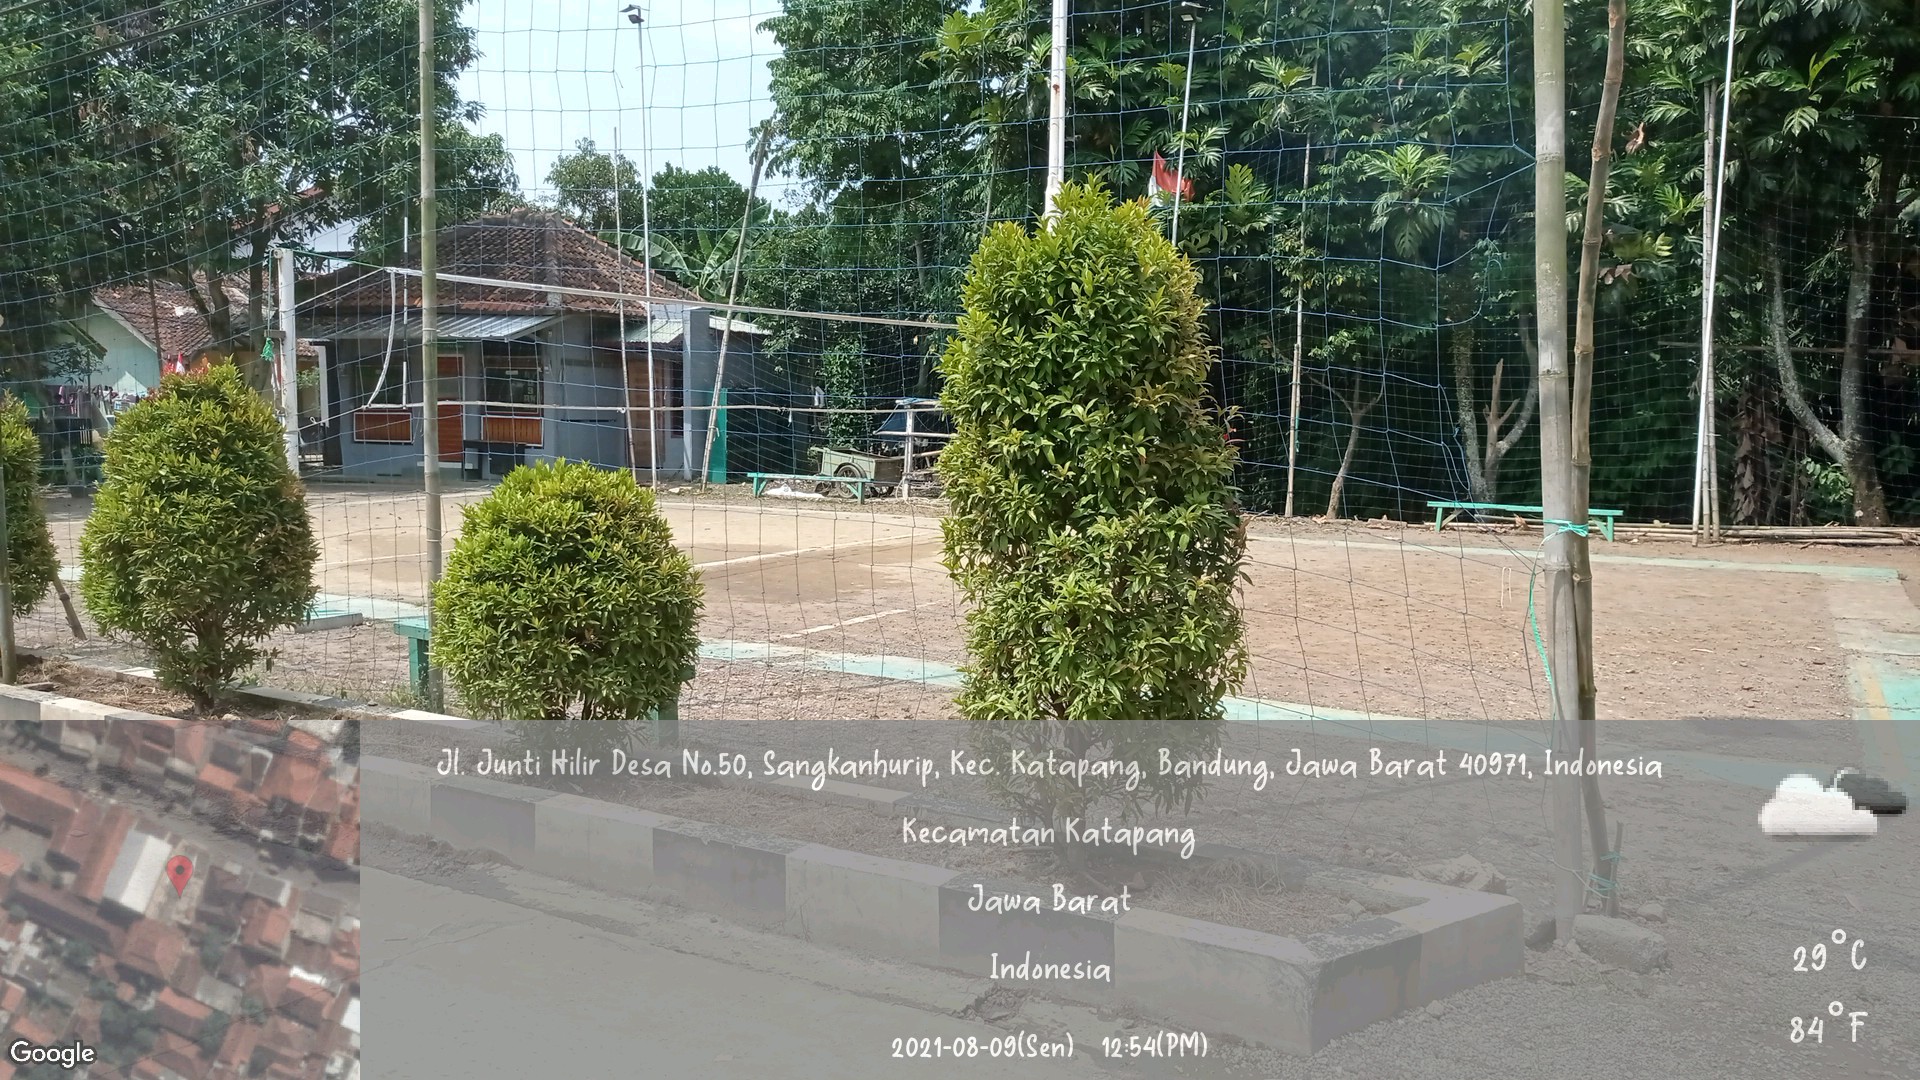 Jl. Junti Hilir Desa No.50, Sangkanhurip, Kec. Katapang, Bandung, Jawa Barat 40971, Indonesia
Kecamatan Katapang
Jawa Barat
Indonesia
29°C
84°F
2021-08-09(Sen) 12:54(PM)
Google